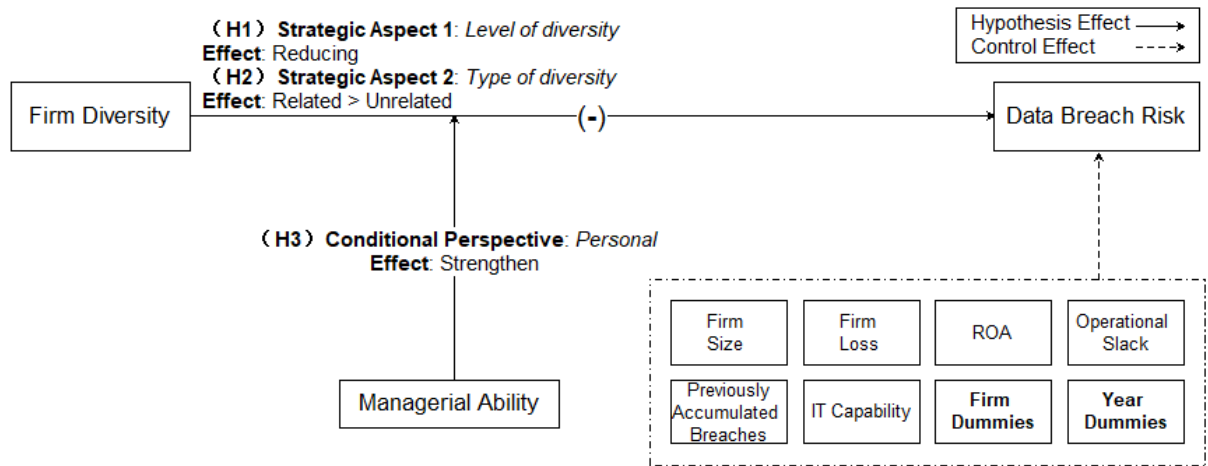 （H1）Strategic Aspect 1: Level of diversity
Effect: Reducing
（H2）Strategic Aspect 2: Type of diversity
Effect: Related > Unrelated
Hypothesis Effect
Control Effect
Firm Diversity
(-)
Data Breach Risk
（H3）Conditional Perspective: Personal
Effect: Strengthen
Managerial Ability
Firm
Size
Firm
Loss
ROA
Operational
Slack
Previously
Accumulated
Breaches
IT Capability
Firm
Dummies
Year
Dummies